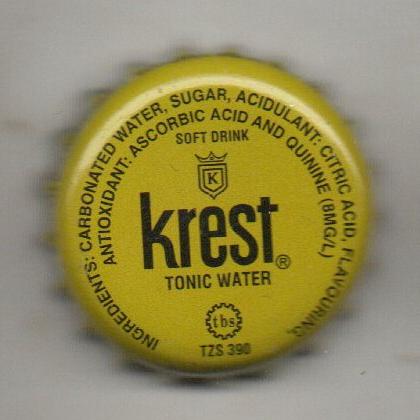 INGREDIENTS: CARBONATED WATER, SUGAR, ACIDULANT: CITRIC ACID, FLAVOURING,
ANTIOXIDANT: ASCORBIC ACID AND QUININE (8MG/L)
SOFT DRINK
K
krest®
TONIC WATER
tbs
TZS 390